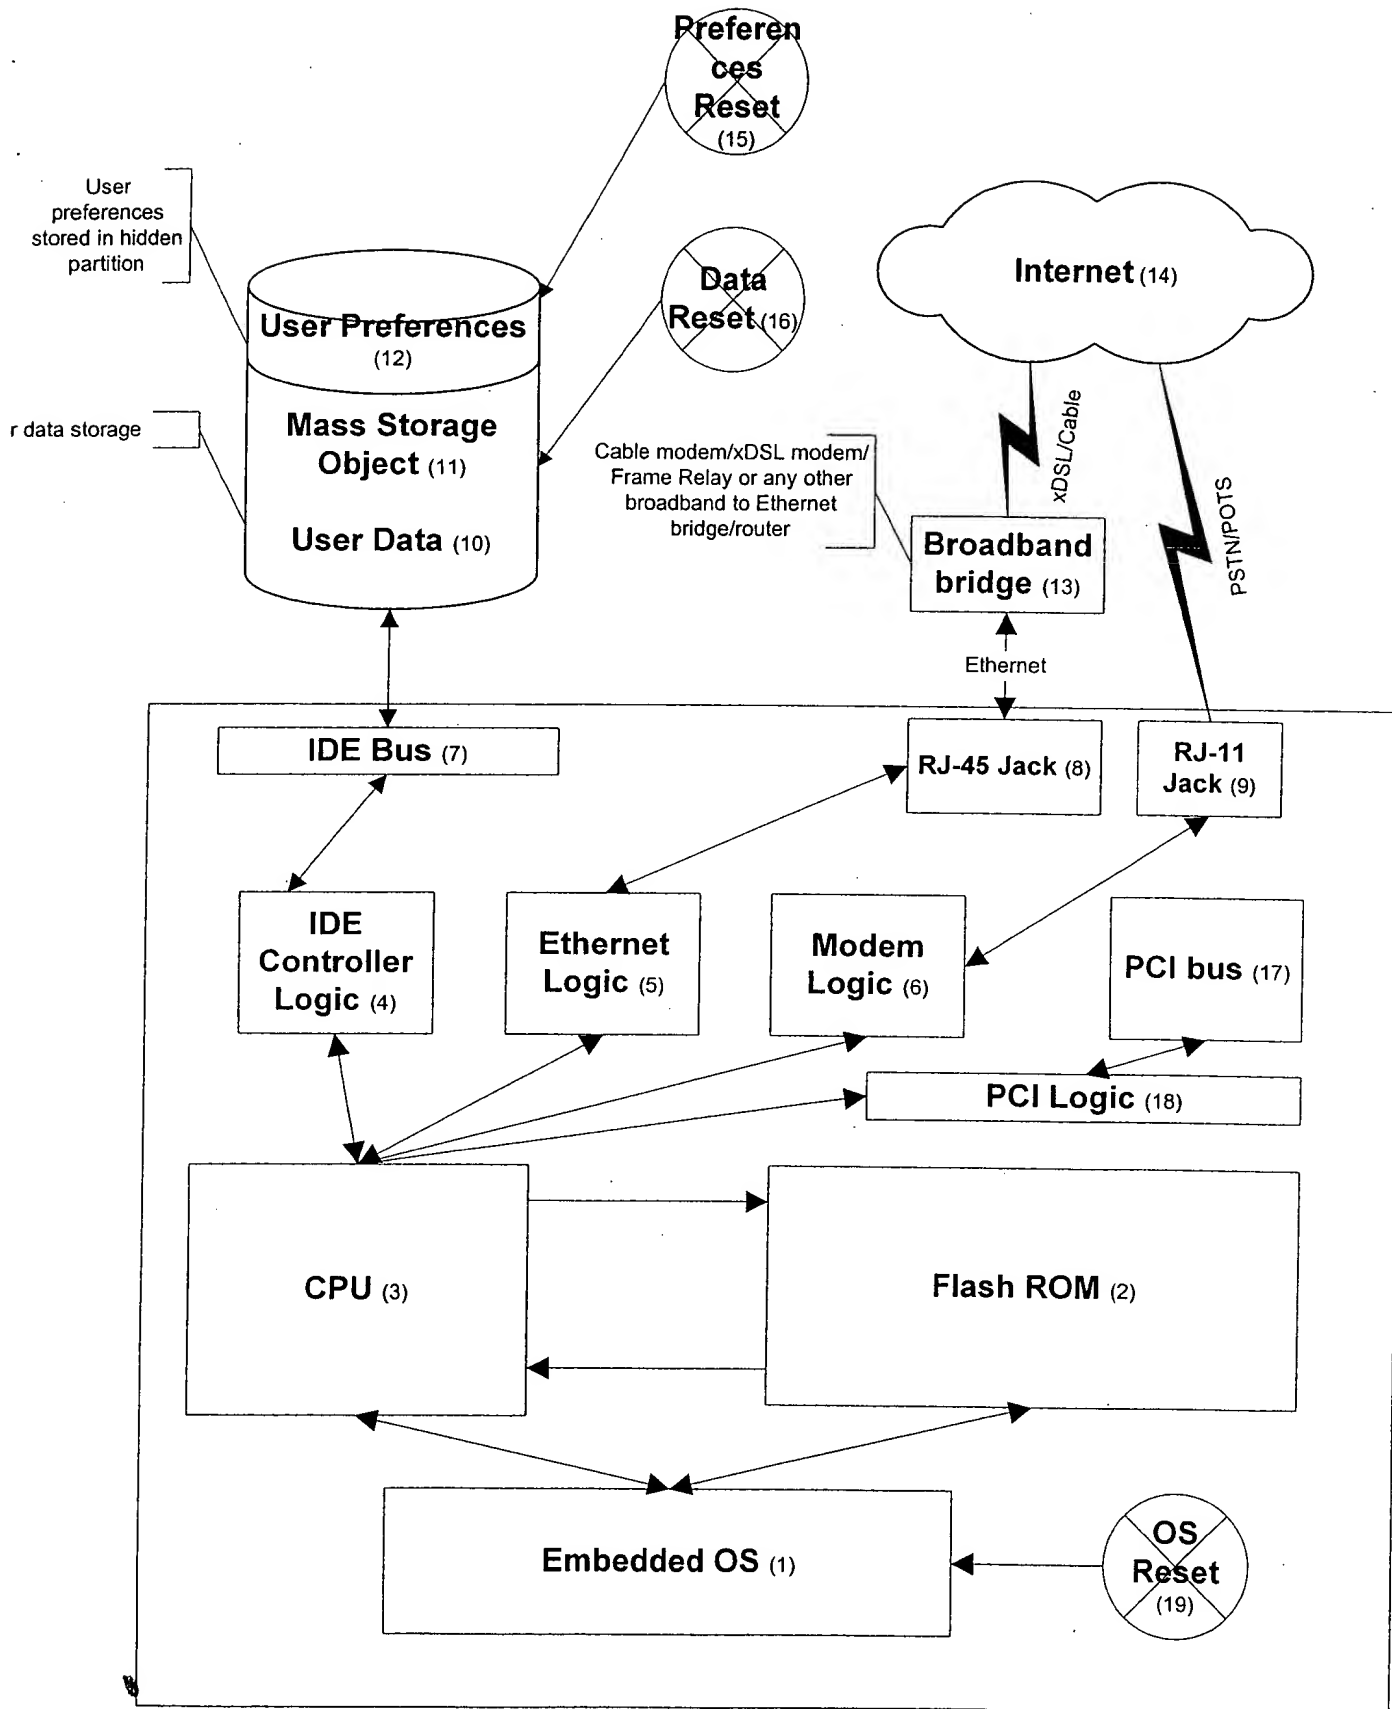 Preferen
ces
Reset
(15)
User
preferences
stored in hidden
partition
Data
Reset (16)
Internet (14)
User Preferences
(12)
r data storage
Mass Storage
Object (11)
User Data (10)
Cable modem/xDSL modem/
Frame Relay or any other
broadband to Ethernet
bridge/router
xDSL/Cable
PSTN/POTS
Broadband
bridge (13)
Ethernet
IDE Bus (7)
RJ-45 Jack (8)
RJ-11
Jack (9)
IDE
Controller
Logic (4)
Ethernet
Logic (5)
Modem
Logic (6)
PCI bus (17)
PCI Logic (18)
CPU (3)
Flash ROM (2)
Embedded OS (1)
OS
Reset
(19)